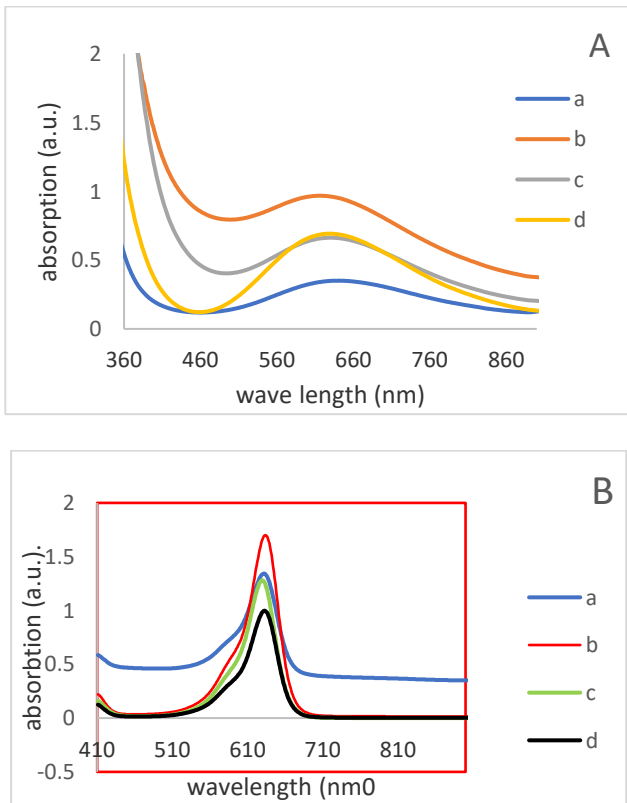 A
2
1.5
1
0.5
0
absorption (a.u.)
360 460 560 660 760 860
wave length (nm)
a
b
c
d
B
2
1.5
1
0.5
0
-0.5
absorbtion (a.u.).
410 510 610 710 810
wavelength (nm0
a
b
c
d